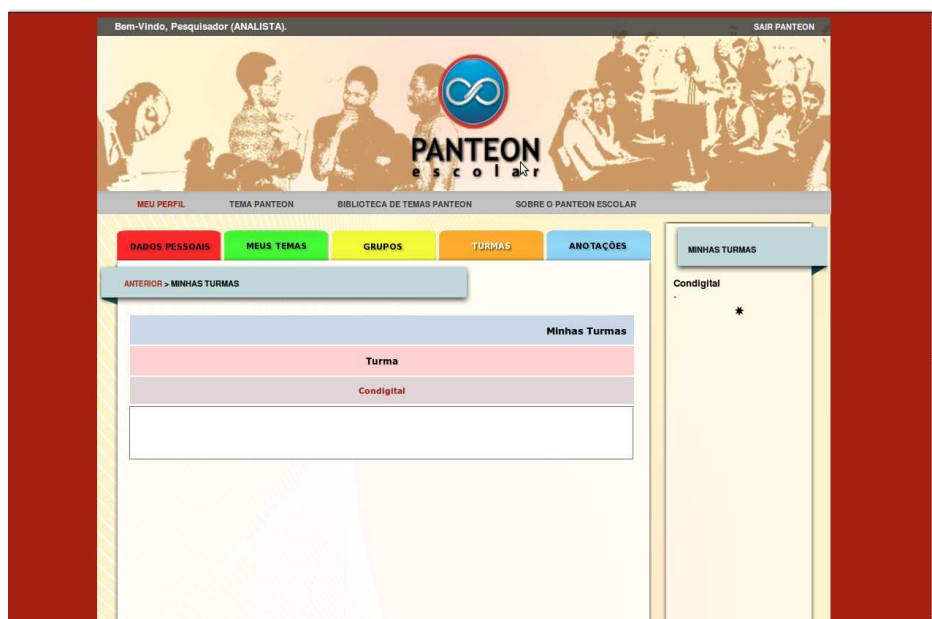 Bem-Vindo, Pesquisador (ANALISTA).
SAIR PANTEON
PANTEON
escolar
MEU PERFIL
TEMA PANTEON
BIBLIOTECA DE TEMAS PANTEON
SOBRE O PANTEON ESCOLAR
DADOS PESSOAIS
MEUS TEMAS
GRUPOS
TURMAS
ANOTAÇÕES
ANTERIOR > MINHAS TURMAS
Minhas Turmas
Turma
Condigital
MINHAS TURMAS
Condigital
-